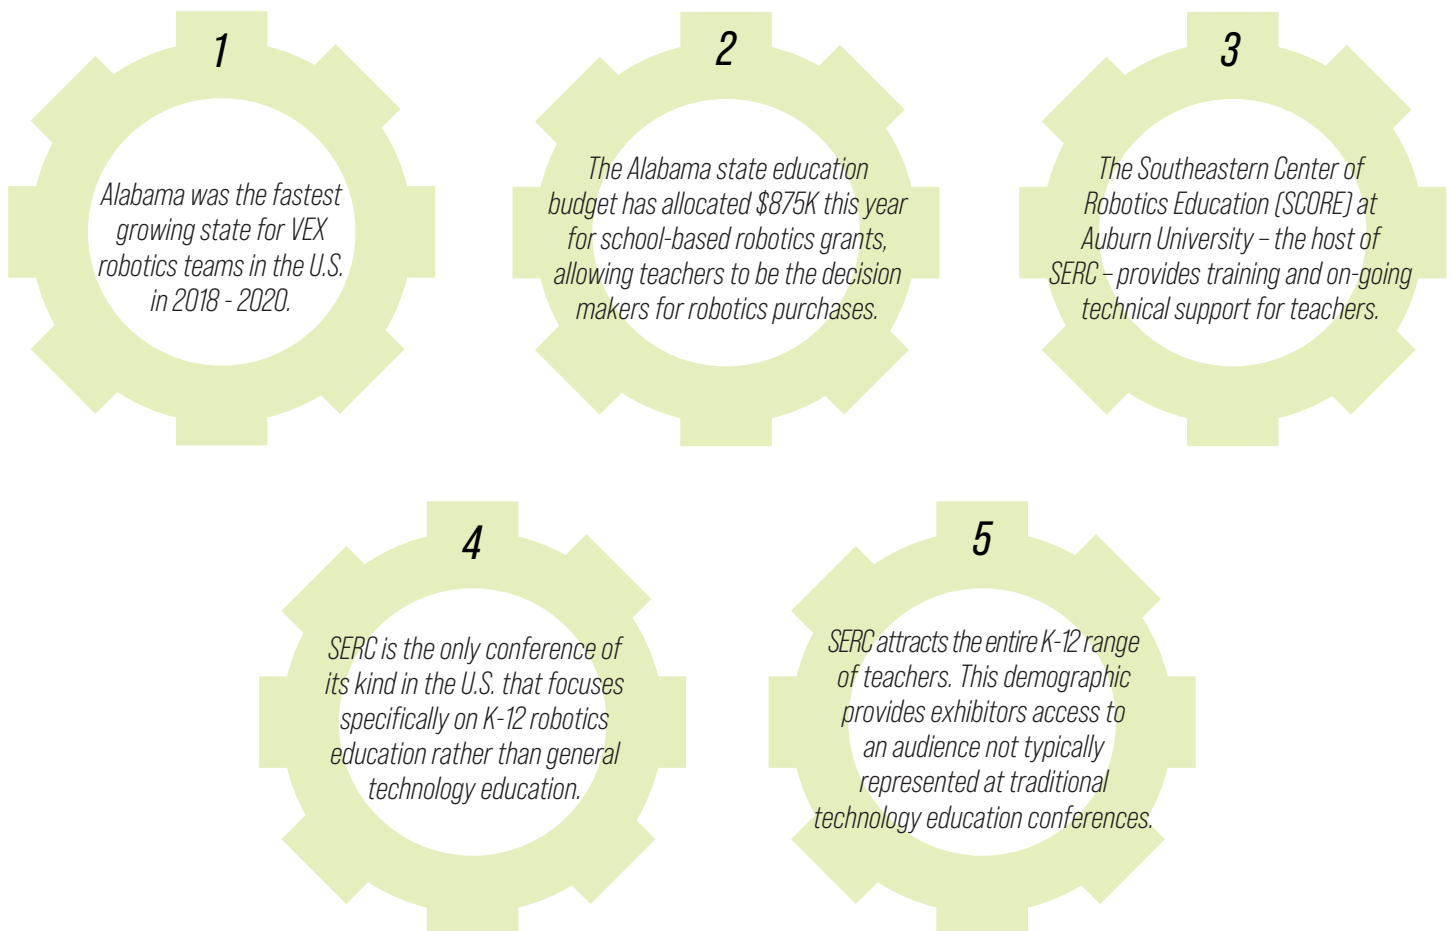 1
Alabama was the fastest
growing state for VEX
robotics teams in the U.S.
in 2018 - 2020.
2
The Alabama state education
budget has allocated $875K this year
for school-based robotics grants,
allowing teachers to be the decision
makers for robotics purchases.
3
The Southeastern Center of
Robotics Education (SCORE) at
Auburn University – the host of
SERC – provides training and on-going
technical support for teachers.
4
SERC is the only conference of
its kind in the U.S. that focuses
specifically on K-12 robotics
education rather than general
technology education.
5
SERC attracts the entire K-12 range
of teachers. This demographic
provides exhibitors access to
an audience not typically
represented at traditional
technology education conferences.